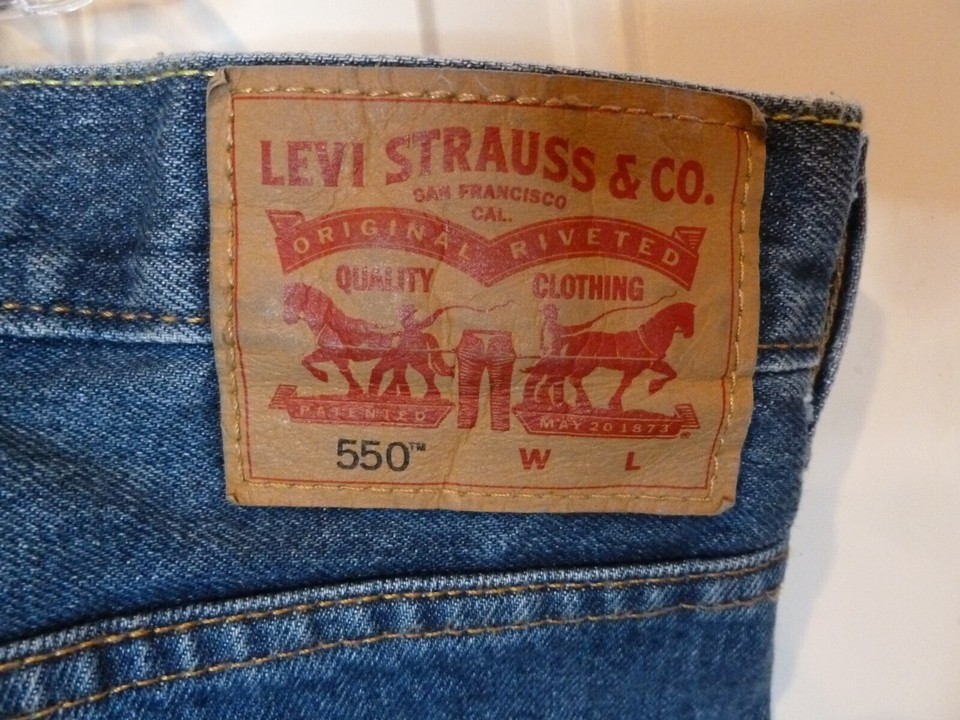 LEVI STRAUSS & CO.
SAN FRANCISCO
CAL.
ORIGINAL RIVETED
QUALITY CLOTHING
PATENTED MAY 20 1873 ®
550™ W L